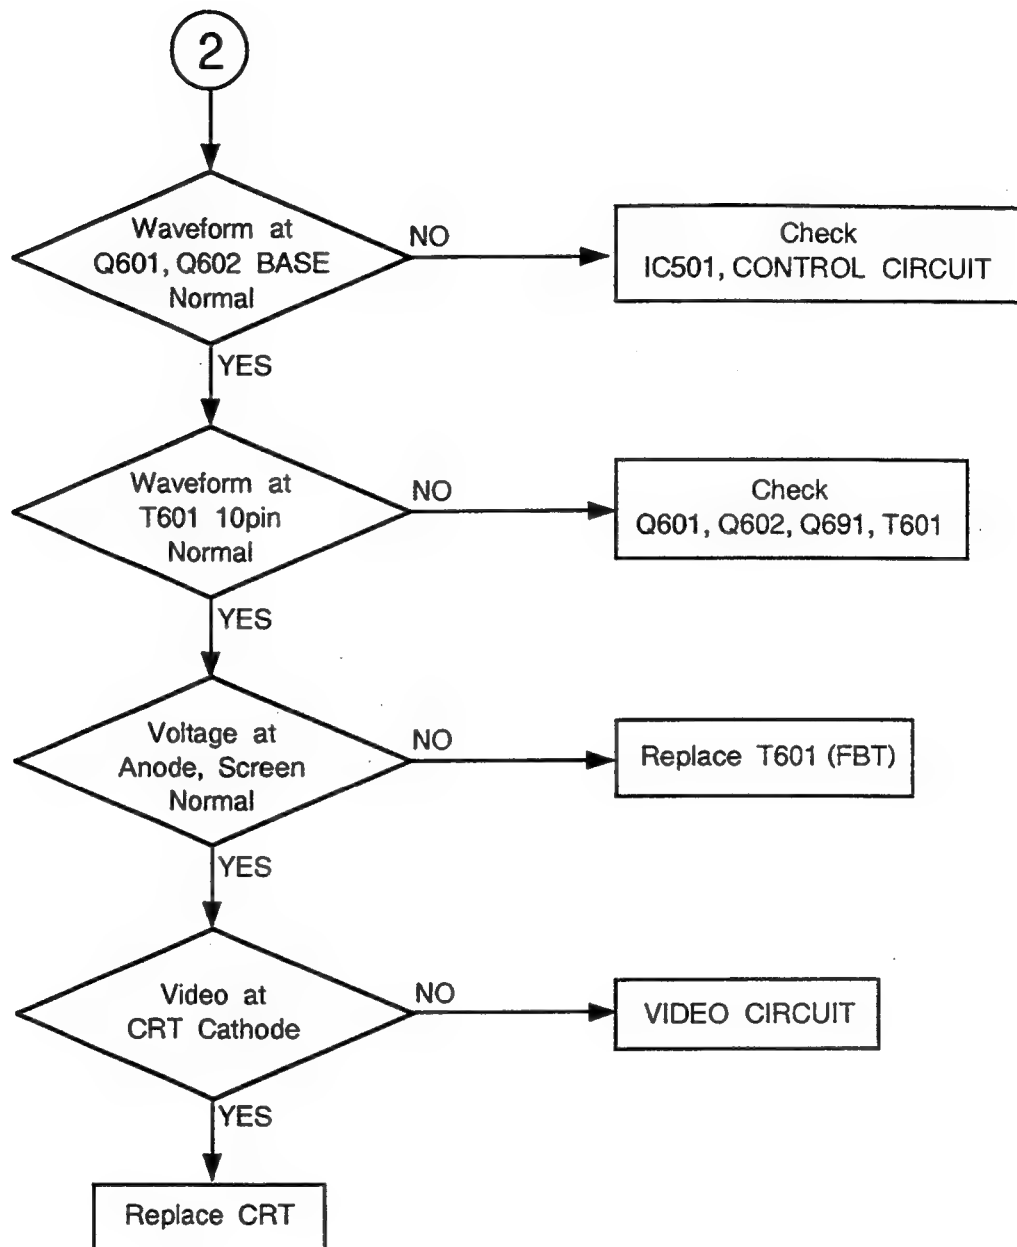 2
Waveform at
Q601, Q602 BASE
Normal
NO
Check
IC501, CONTROL CIRCUIT
YES
Waveform at
T601 10pin
Normal
NO
Check
Q601, Q602, Q691, T601
YES
Voltage at
Anode, Screen
Normal
NO
Replace T601 (FBT)
YES
Video at
CRT Cathode
NO
VIDEO CIRCUIT
YES
Replace CRT